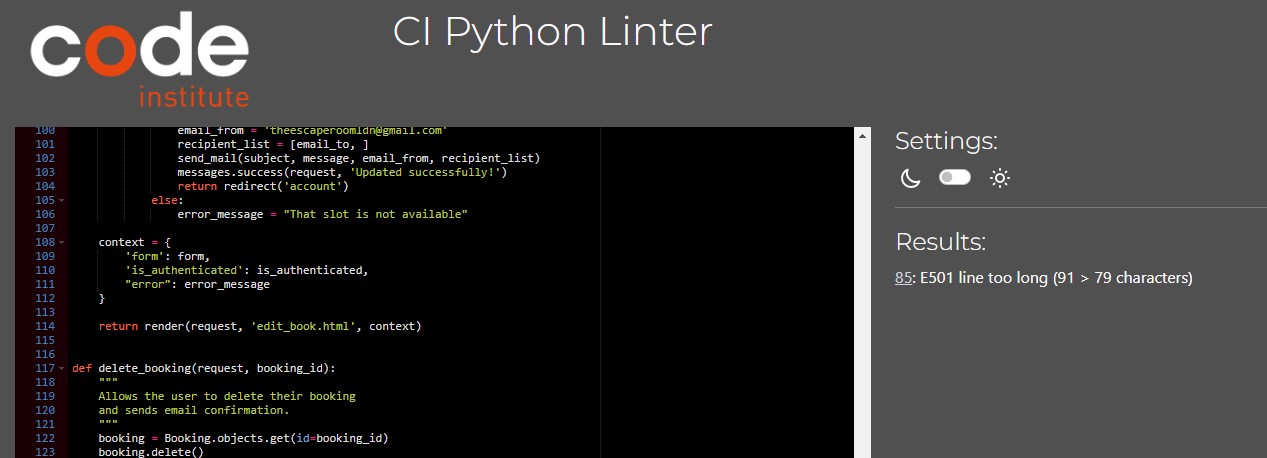 code
institute
CI Python Linter
100 email_from = 'theescaperoomldn@gmail.com'
101 recipient_list = [email_to, ]
102 send_mail(subject, message, email_from, recipient_list)
103 messages.success(request, 'Updated successfully!')
104 return redirect('account')
105 else:
106 error_message = "That slot is not available"
107
108 context = {
109 'form': form,
110 'is_authenticated': is_authenticated,
111 "error": error_message
112 }
113
114 return render(request, 'edit_book.html', context)
115
116
117 def delete_booking(request, booking_id):
118 """
119 Allows the user to delete their booking
120 and sends email confirmation.
121 """
122 booking = Booking.objects.get(id=booking_id)
123 booking.delete()
Settings:
Results:
85: E501 line too long (91 > 79 characters)